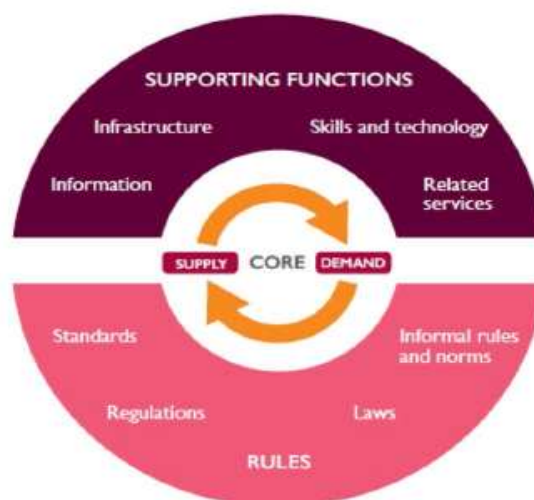 SUPPORTING FUNCTIONS
Infrastructure
Skills and technology
Information
Related
services
SUPPLY
CORE
DEMAND
Standards
Informal rules
and norms
Regulations
Laws
RULES